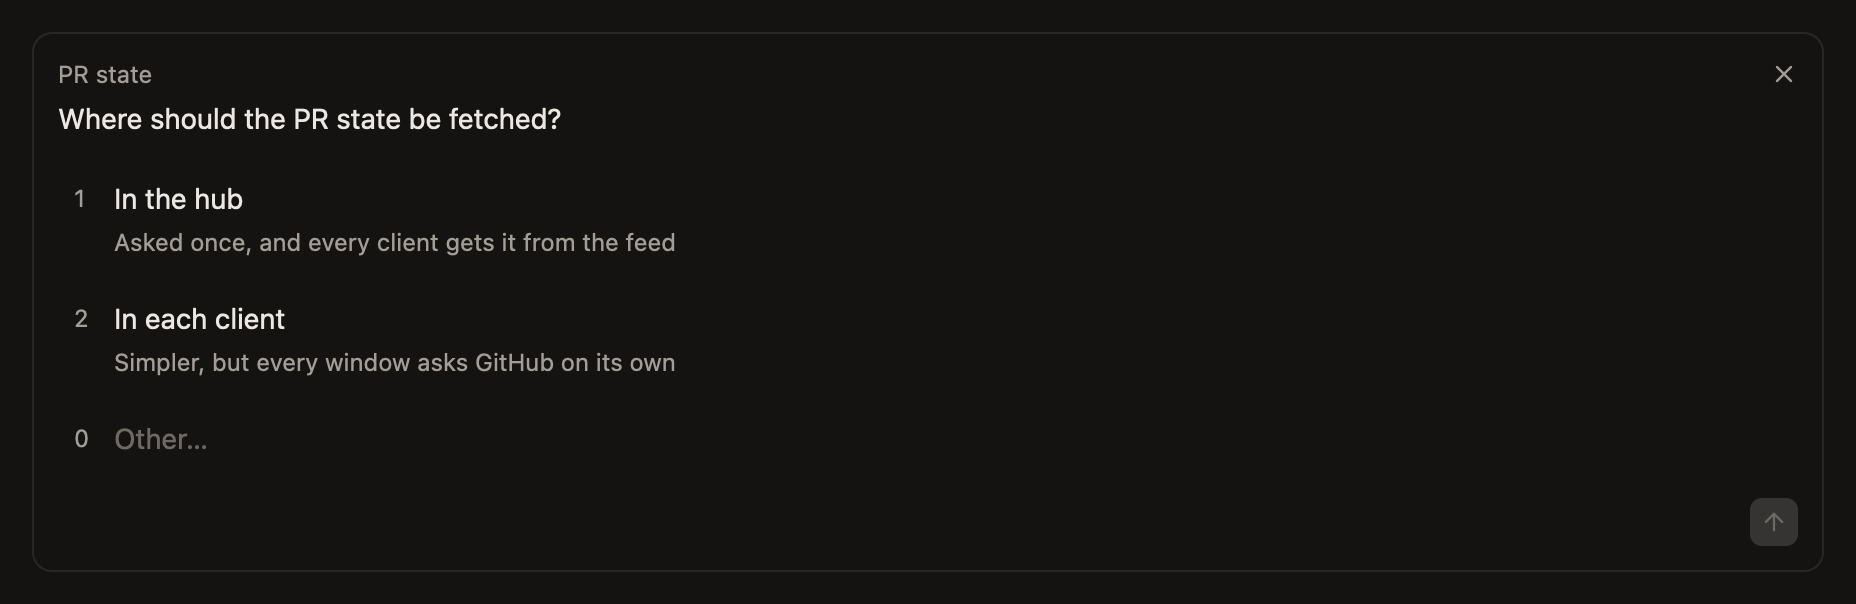 PR state
Where should the PR state be fetched?
1 In the hub
Asked once, and every client gets it from the feed
2 In each client
Simpler, but every window asks GitHub on its own
0 Other...